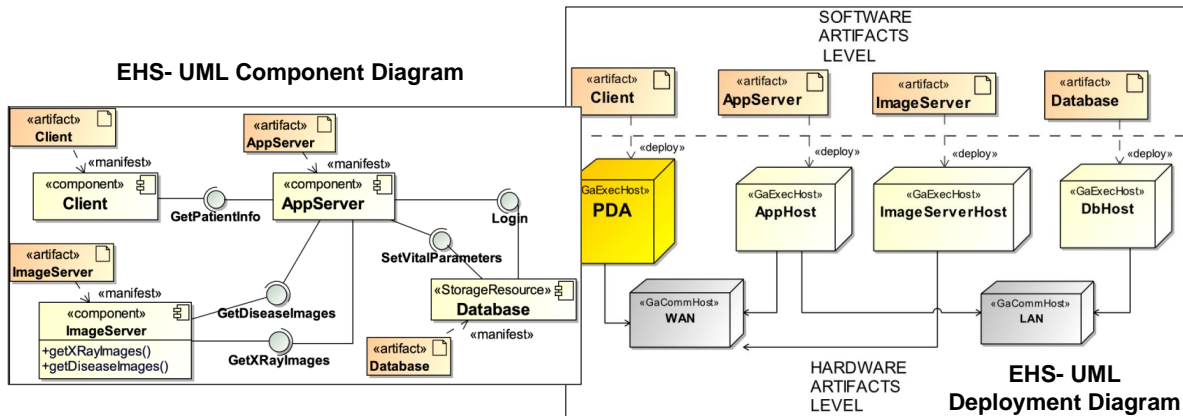 EHS- UML Component Diagram
«artifact»
Client
«artifact»
AppServer
«manifest»
«manifest»
«component»
Client
GetPatientInfo
«component»
AppServer
Login
SetVitalParameters
«artifact»
ImageServer
«manifest»
«component»
ImageServer
+getXRayImages()
+getDiseaseImages()
GetDiseaseImages
GetXRayImages
«StorageResource»
Database
«manifest»
«artifact»
Database
SOFTWARE
ARTIFACTS
LEVEL
«artifact»
Client
«artifact»
AppServer
«artifact»
ImageServer
«artifact»
Database
«deploy»
«deploy»
«deploy»
«deploy»
GaExecHost»
PDA
«GaExecHost»
AppHost
«GaExecHost»
ImageServerHost
«GaExecHost»
DbHost
«GaCommHost»
WAN
«GaCommHost»
LAN
HARDWARE
ARTIFACTS
LEVEL
EHS- UML
Deployment Diagram